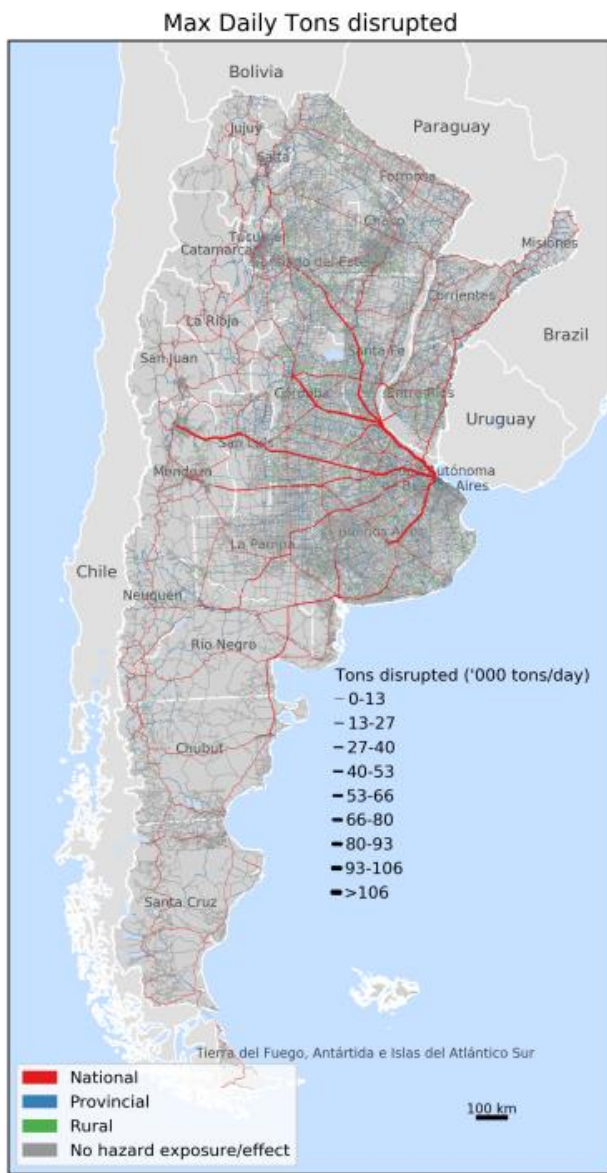 Max Daily Tons disrupted
Bolivia
Jujuy
Paraguay
Salta
Formosa
Chaco
Misiones
Catamarca
Corrientes
La Rioja
Brazil
San Juan
Santa Fe
Córdoba
Entre Ríos
Uruguay
San Luis
Mendoza
Autónoma
Aires
Buenos Aires
La Pampa
Chile
Neuquén
Río Negro
Tons disrupted ('000 tons/day)
0-13
13-27
27-40
40-53
53-66
66-80
80-93
93-106
>106
Chubut
Santa Cruz
Tierra del Fuego, Antártida e Islas del Atlántico Sur
National
Provincial
Rural
No hazard exposure/effect
100 km